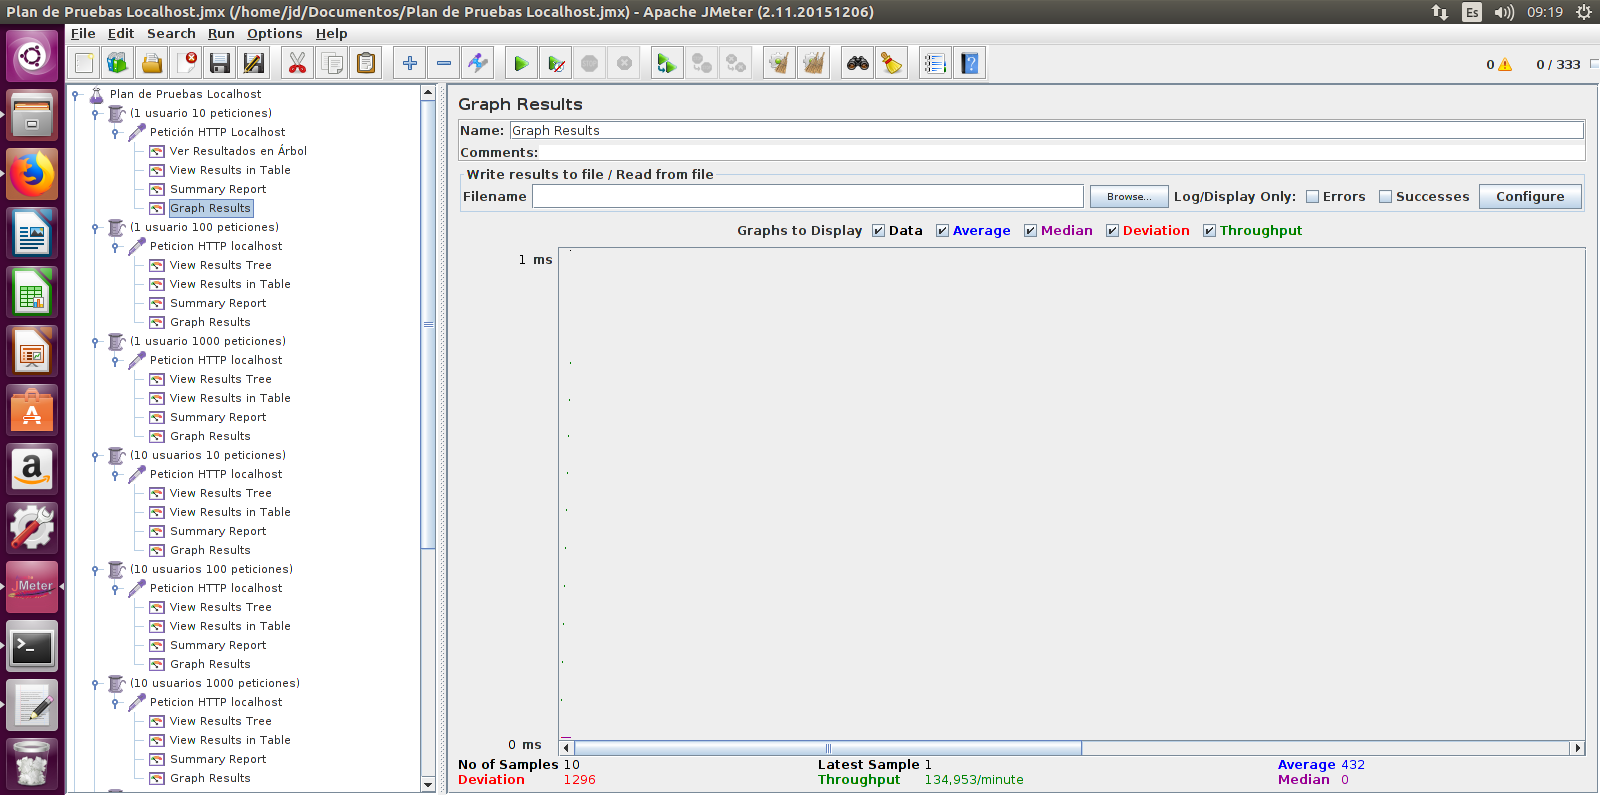 Plan de Pruebas Localhost.jmx (/home/jd/Documentos/Plan de Pruebas Localhost.jmx) - Apache JMeter (2.11.20151206)
Es
09:19
File Edit Search Run Options Help
0
0 / 333
Plan de Pruebas Localhost
(1 usuario 10 peticiones)
Petición HTTP Localhost
Ver Resultados en Árbol
View Results in Table
Summary Report
Graph Results
(1 usuario 100 peticiones)
Peticion HTTP localhost
View Results Tree
View Results in Table
Summary Report
Graph Results
(1 usuario 1000 peticiones)
Peticion HTTP localhost
View Results Tree
View Results in Table
Summary Report
Graph Results
(10 usuarios 10 peticiones)
Peticion HTTP localhost
View Results Tree
View Results in Table
Summary Report
Graph Results
(10 usuarios 100 peticiones)
Peticion HTTP localhost
View Results Tree
View Results in Table
Summary Report
Graph Results
(10 usuarios 1000 peticiones)
Peticion HTTP localhost
View Results Tree
View Results in Table
Summary Report
Graph Results
JMeter
Graph Results
Name: Graph Results
Comments:
Write results to file / Read from file
Filename Browse... Log/Display Only: Errors Successes Configure
Graphs to Display Data Average Median Deviation Throughput
1 ms
0 ms
No of Samples 10 Latest Sample 1 Average 432
Deviation 1296 Throughput 134,953/minute Median 0